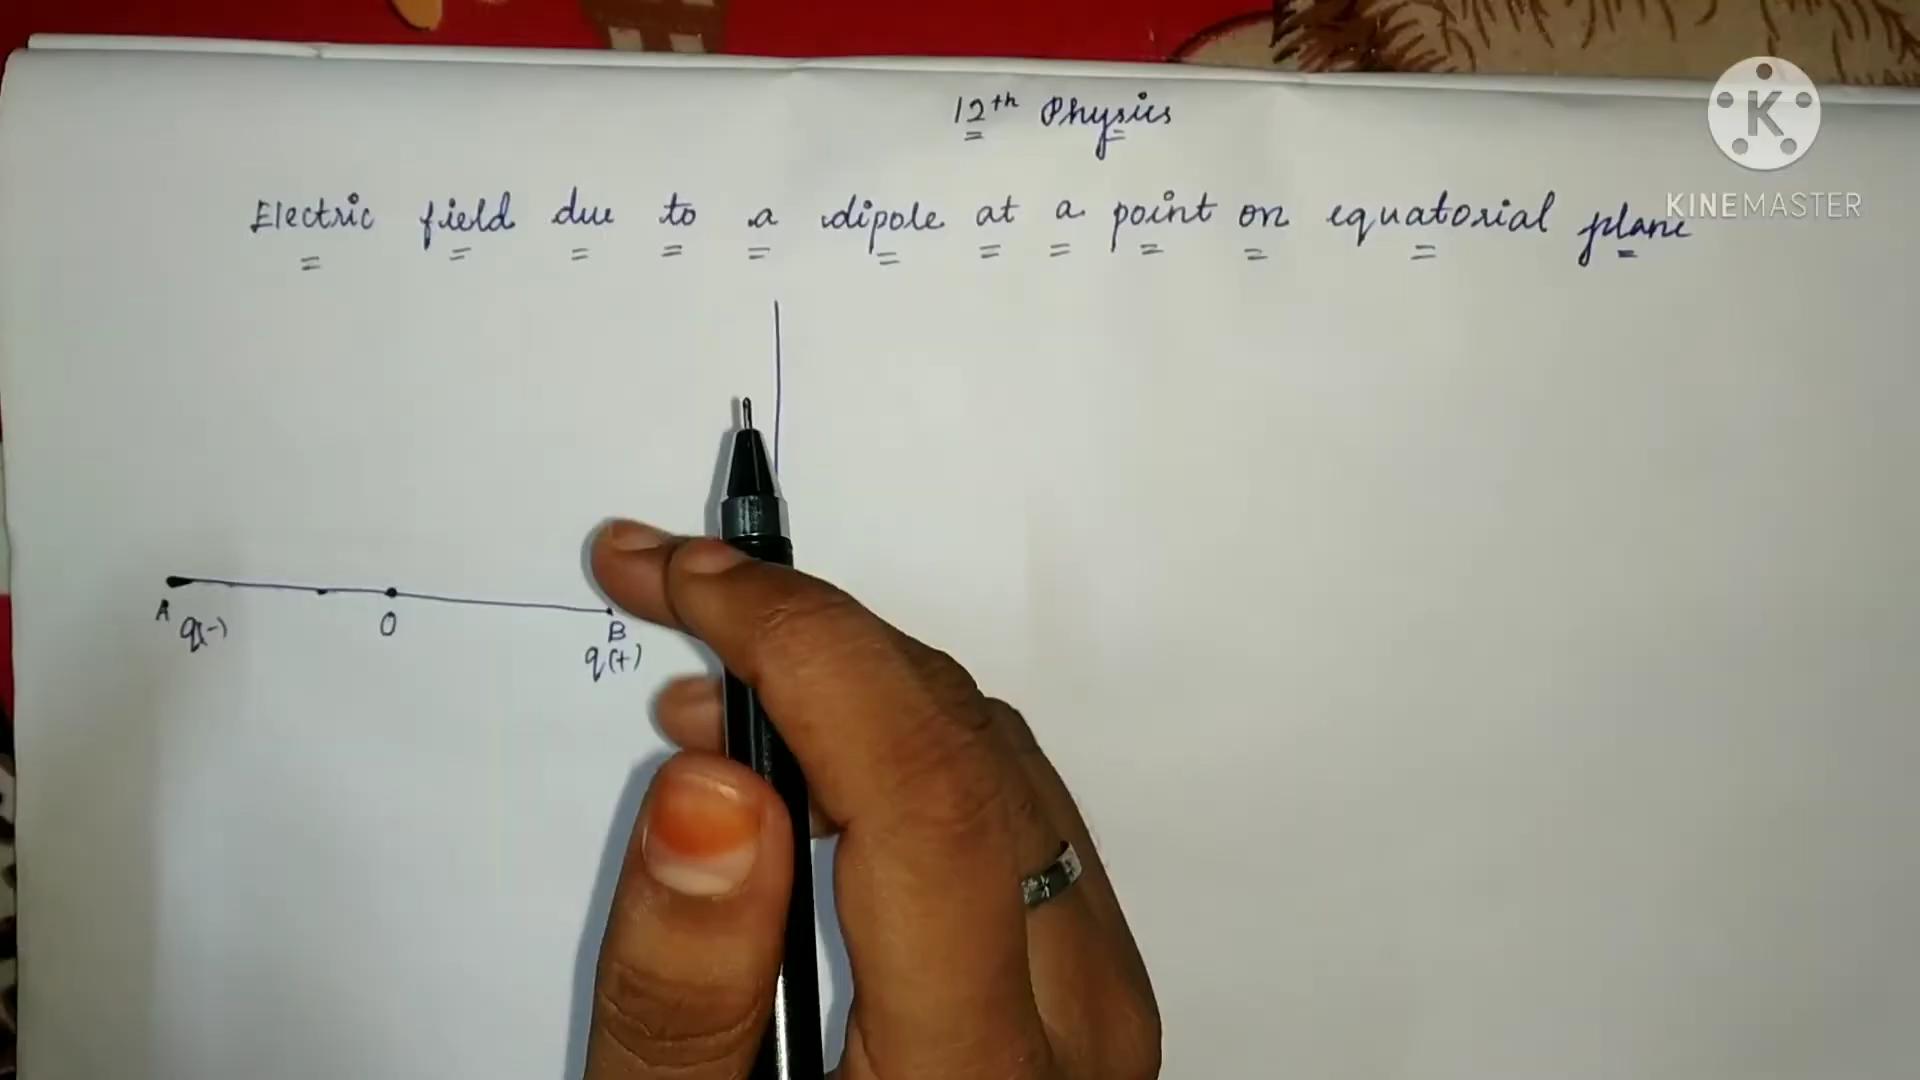 12th Physics
Electric field due to a dipole at a point on equatorial plane
K
KINEMASTER
A
O
B
q(-)
q(+)